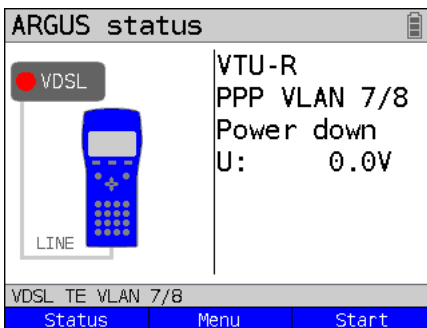 ARGUS status
VDSL
VTU-R
PPP VLAN 7/8
Power down
U: 0.0V
LINE
VDSL TE VLAN 7/8
Status Menu Start